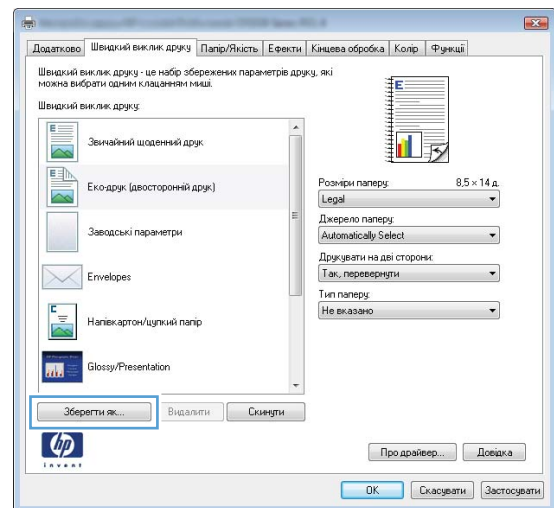 Додатково Швидкий виклик друку Папір/Якість Ефекти Кінцева обробка Колір Функції
Швидкий виклик друку - це набір збережених параметрів друку, які
можна вибрати одним клацанням миші.
Швидкий виклик друку:
Звичайний щоденний друк
Еко-друк (двосторонній друк)
Заводські параметри
Envelopes
Напівкартон/цупкий папір
Glossy/Presentation
Зберегти як... Видалити Скинути
Розміри паперу: 8,5 × 14 д.
Legal
Джерело паперу:
Automatically Select
Друкувати на дві сторони:
Так, перевернути
Тип паперу:
Не вказано
hp
invent
Про драйвер... Довідка
OK Скасувати Застосувати